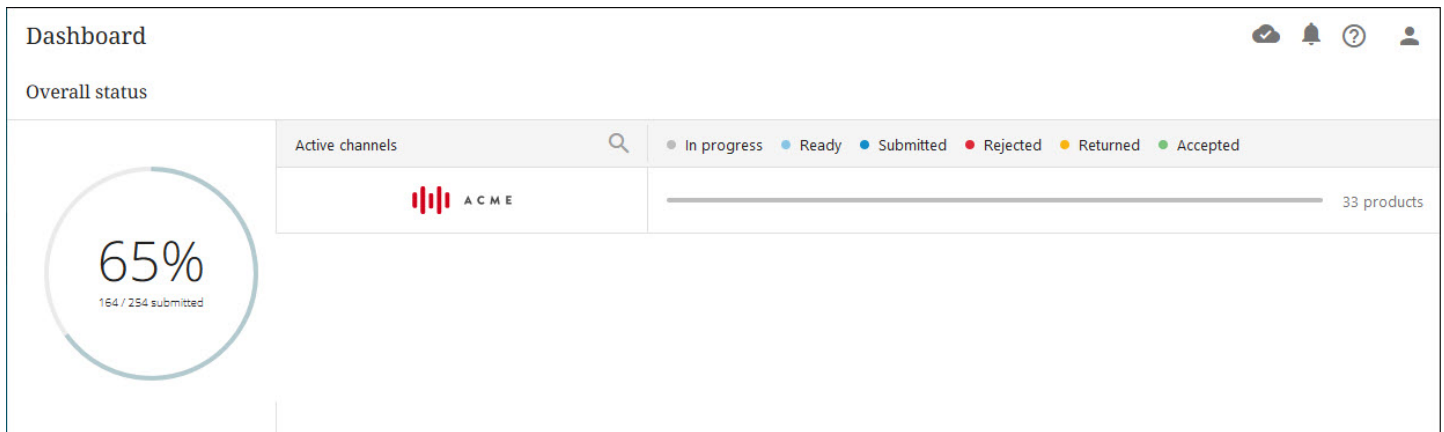 Dashboard
Overall status
Active channels
In progress Ready Submitted Rejected Returned Accepted
ACME
33 products
65%
164 / 254 submitted